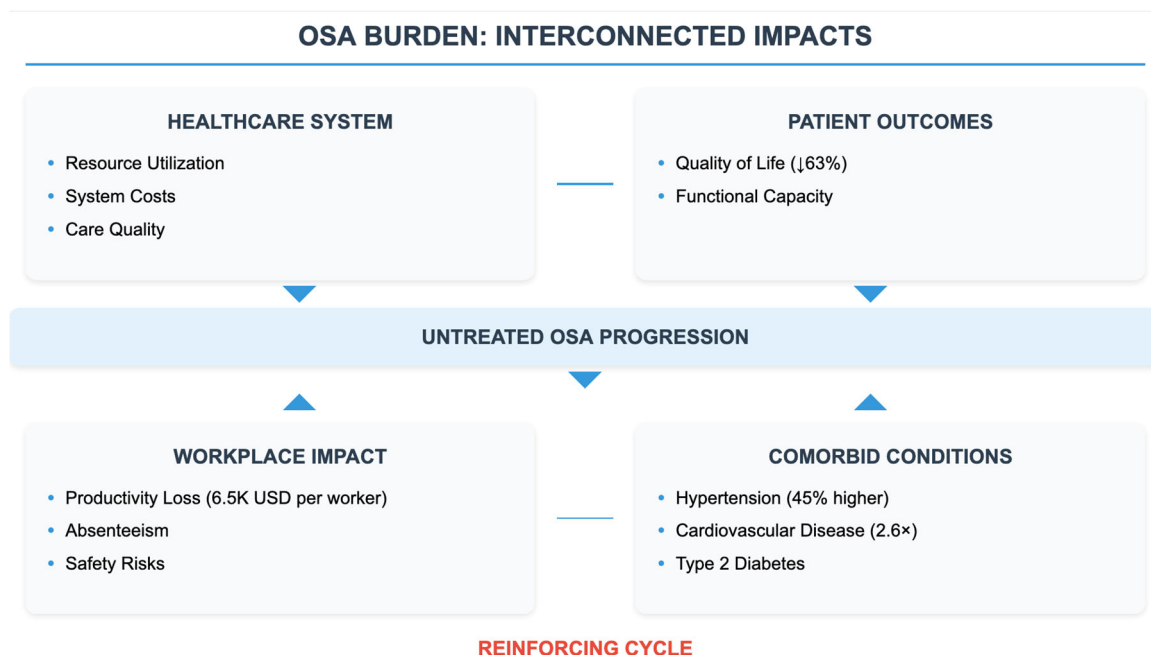 OSA BURDEN: INTERCONNECTED IMPACTS
HEALTHCARE SYSTEM
• Resource Utilization
• System Costs
• Care Quality
PATIENT OUTCOMES
• Quality of Life (↓63%)
• Functional Capacity
UNTREATED OSA PROGRESSION
WORKPLACE IMPACT
• Productivity Loss (6.5K USD per worker)
• Absenteeism
• Safety Risks
COMORBID CONDITIONS
• Hypertension (45% higher)
• Cardiovascular Disease (2.6×)
• Type 2 Diabetes
REINFORCING CYCLE